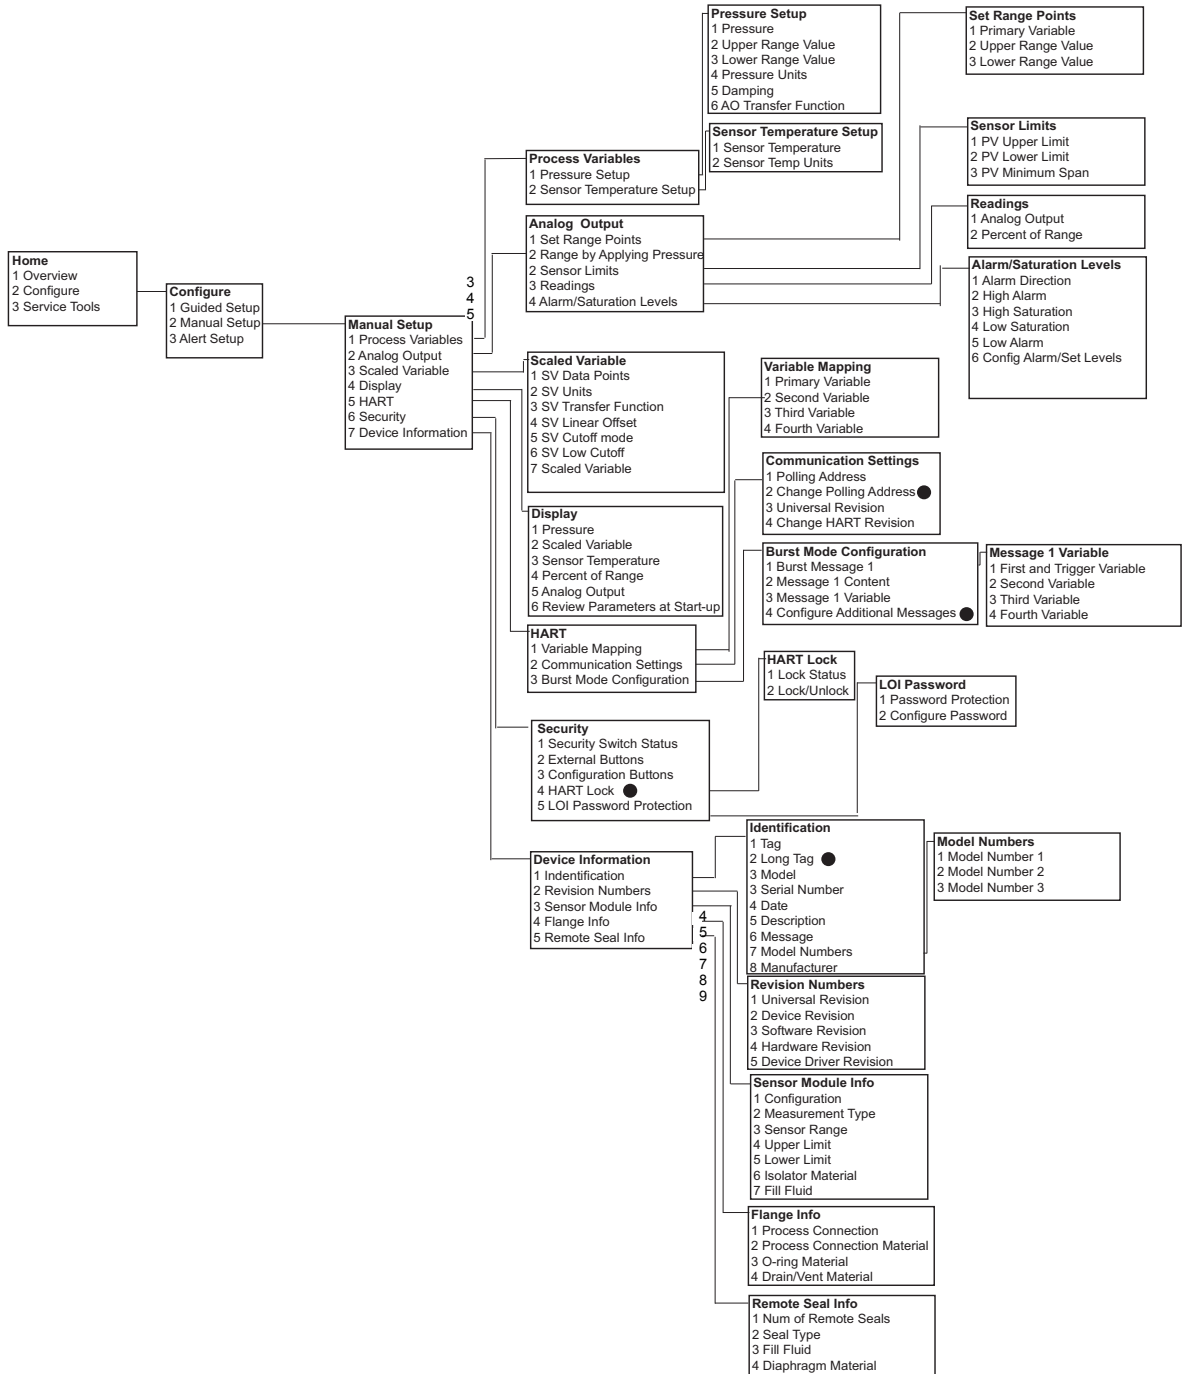 Home
1 Overview
2 Configure
3 Service Tools
Configure
1 Guided Setup
2 Manual Setup
3 Alert Setup
3
4
5
Manual Setup
1 Process Variables
2 Analog Output
3 Scaled Variable
4 Display
5 HART
6 Security
7 Device Information
Process Variables
1 Pressure Setup
2 Sensor Temperature Setup
Pressure Setup
1 Pressure
2 Upper Range Value
3 Lower Range Value
4 Pressure Units
5 Damping
6 AO Transfer Function
Sensor Temperature Setup
1 Sensor Temperature
2 Sensor Temp Units
Analog Output
1 Set Range Points
2 Range by Applying Pressure
2 Sensor Limits
3 Readings
4 Alarm/Saturation Levels
Set Range Points
1 Primary Variable
2 Upper Range Value
3 Lower Range Value
Sensor Limits
1 PV Upper Limit
2 PV Lower Limit
3 PV Minimum Span
Readings
1 Analog Output
2 Percent of Range
Alarm/Saturation Levels
1 Alarm Direction
2 High Alarm
3 High Saturation
4 Low Saturation
5 Low Alarm
6 Config Alarm/Set Levels
Scaled Variable
1 SV Data Points
2 SV Units
3 SV Transfer Function
4 SV Linear Offset
5 SV Cutoff mode
6 SV Low Cutoff
7 Scaled Variable
Display
1 Pressure
2 Scaled Variable
3 Sensor Temperature
4 Percent of Range
5 Analog Output
6 Review Parameters at Start-up
HART
1 Variable Mapping
2 Communication Settings
3 Burst Mode Configuration
Variable Mapping
1 Primary Variable
2 Second Variable
3 Third Variable
4 Fourth Variable
Communication Settings
1 Polling Address
2 Change Polling Address
3 Universal Revision
4 Change HART Revision
Burst Mode Configuration
1 Burst Message 1
2 Message 1 Content
3 Message 1 Variable
4 Configure Additional Messages
Message 1 Variable
1 First and Trigger Variable
2 Second Variable
3 Third Variable
4 Fourth Variable
Security
1 Security Switch Status
2 External Buttons
3 Configuration Buttons
4 HART Lock
5 LOI Password Protection
HART Lock
1 Lock Status
2 Lock/Unlock
LOI Password
1 Password Protection
2 Configure Password
Device Information
1 Indentification
2 Revision Numbers
3 Sensor Module Info
4 Flange Info
5 Remote Seal Info
4
5
6
7
8
9
Identification
1 Tag
2 Long Tag
3 Model
3 Serial Number
4 Date
5 Description
6 Message
7 Model Numbers
8 Manufacturer
Model Numbers
1 Model Number 1
2 Model Number 2
3 Model Number 3
Revision Numbers
1 Universal Revision
2 Device Revision
3 Software Revision
4 Hardware Revision
5 Device Driver Revision
Sensor Module Info
1 Configuration
2 Measurement Type
3 Sensor Range
4 Upper Limit
5 Lower Limit
6 Isolator Material
7 Fill Fluid
Flange Info
1 Process Connection
2 Process Connection Material
3 O-ring Material
4 Drain/Vent Material
Remote Seal Info
1 Num of Remote Seals
2 Seal Type
3 Fill Fluid
4 Diaphragm Material